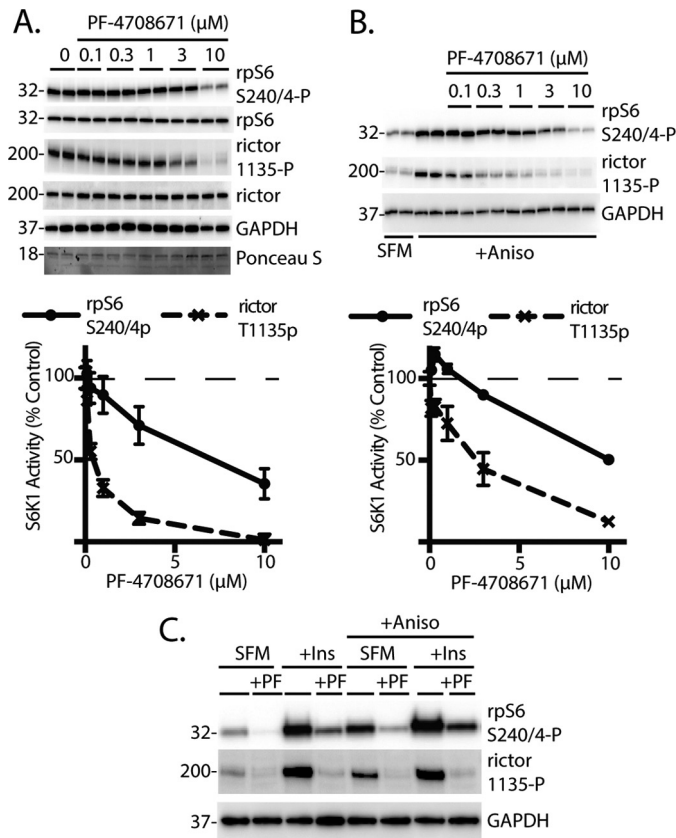 A.
PF-4708671 (µM)
0 0.1 0.3 1 3 10
32- rpS6 S240/4-P
32- rpS6
200- rictor 1135-P
200- rictor
37- GAPDH
18- Ponceau S
rpS6 S240/4p
rictor T1135p
S6K1 Activity (% Control)
100
50
0 5 10
PF-4708671 (µM)
B.
PF-4708671 (µM)
0.1 0.3 1 3 10
32- rpS6 S240/4-P
200- rictor 1135-P
37- GAPDH
SFM +Aniso
rpS6 S240/4p
rictor T1135p
S6K1 Activity (% Control)
100
50
0 5 10
PF-4708671 (µM)
C.
+Aniso
SFM +Ins SFM +Ins
+PF +PF +PF +PF
32- rpS6 S240/4-P
200- rictor 1135-P
37- GAPDH